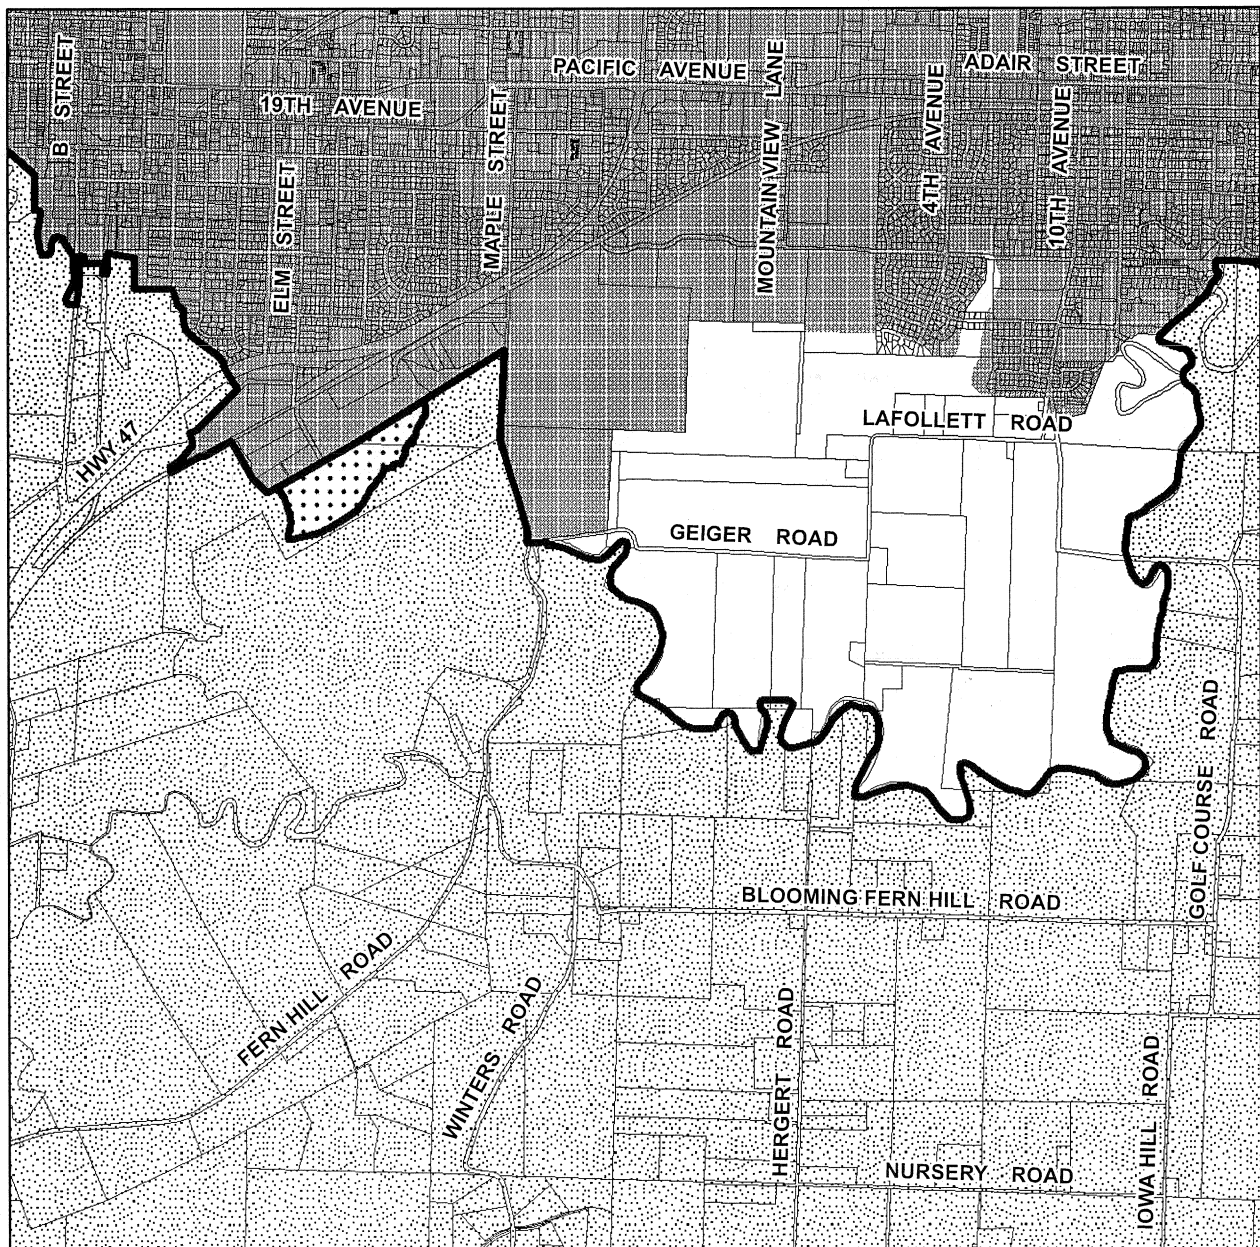 B STREET
PACIFIC AVENUE
ADAIR STREET
19TH AVENUE
MAPLE STREET
MOUNTAIN VIEW LANE
4TH AVENUE
10TH AVENUE
ELM STREET
HWY 47
LAFOLLETT ROAD
GEIGER ROAD
GOLF COURSE ROAD
BLOOMING FERN HILL ROAD
FERN HILL ROAD
WINTERS ROAD
HERGERT ROAD
IOWA HILL ROAD
NURSERY ROAD